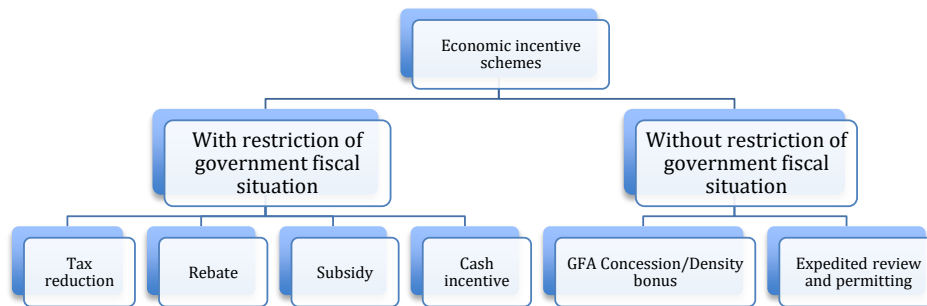 Economic incentive
schemes
With restriction of
government fiscal
situation
Without restriction of
government fiscal
situation
Tax
reduction
Rebate
Subsidy
Cash
incentive
GFA Concession/Density
bonus
Expedited review
and permitting